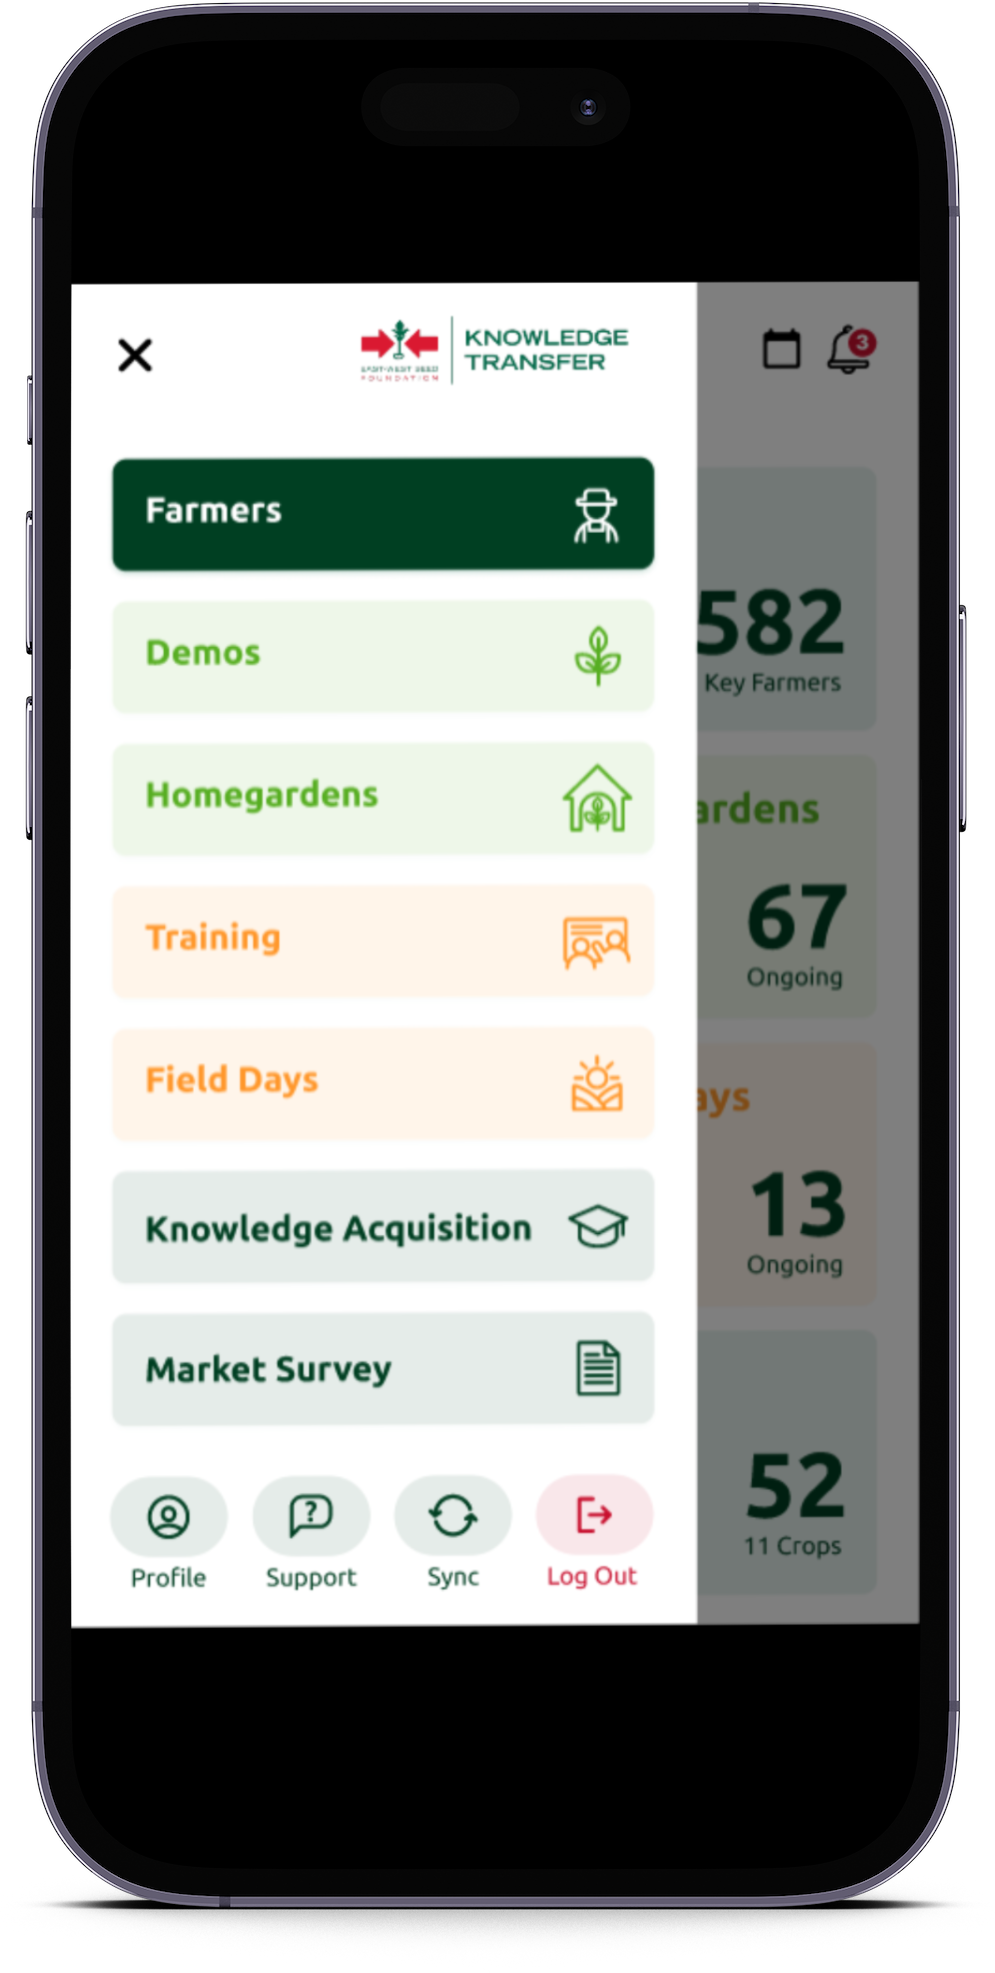 EAST-WEST SEED
FOUNDATION
KNOWLEDGE
TRANSFER
3
Farmers
Demos
Homegardens
Training
Field Days
Knowledge Acquisition
Market Survey
Profile
Support
Sync
Log Out
582
Key Farmers
ardens
67
Ongoing
ays
13
Ongoing
52
11 Crops